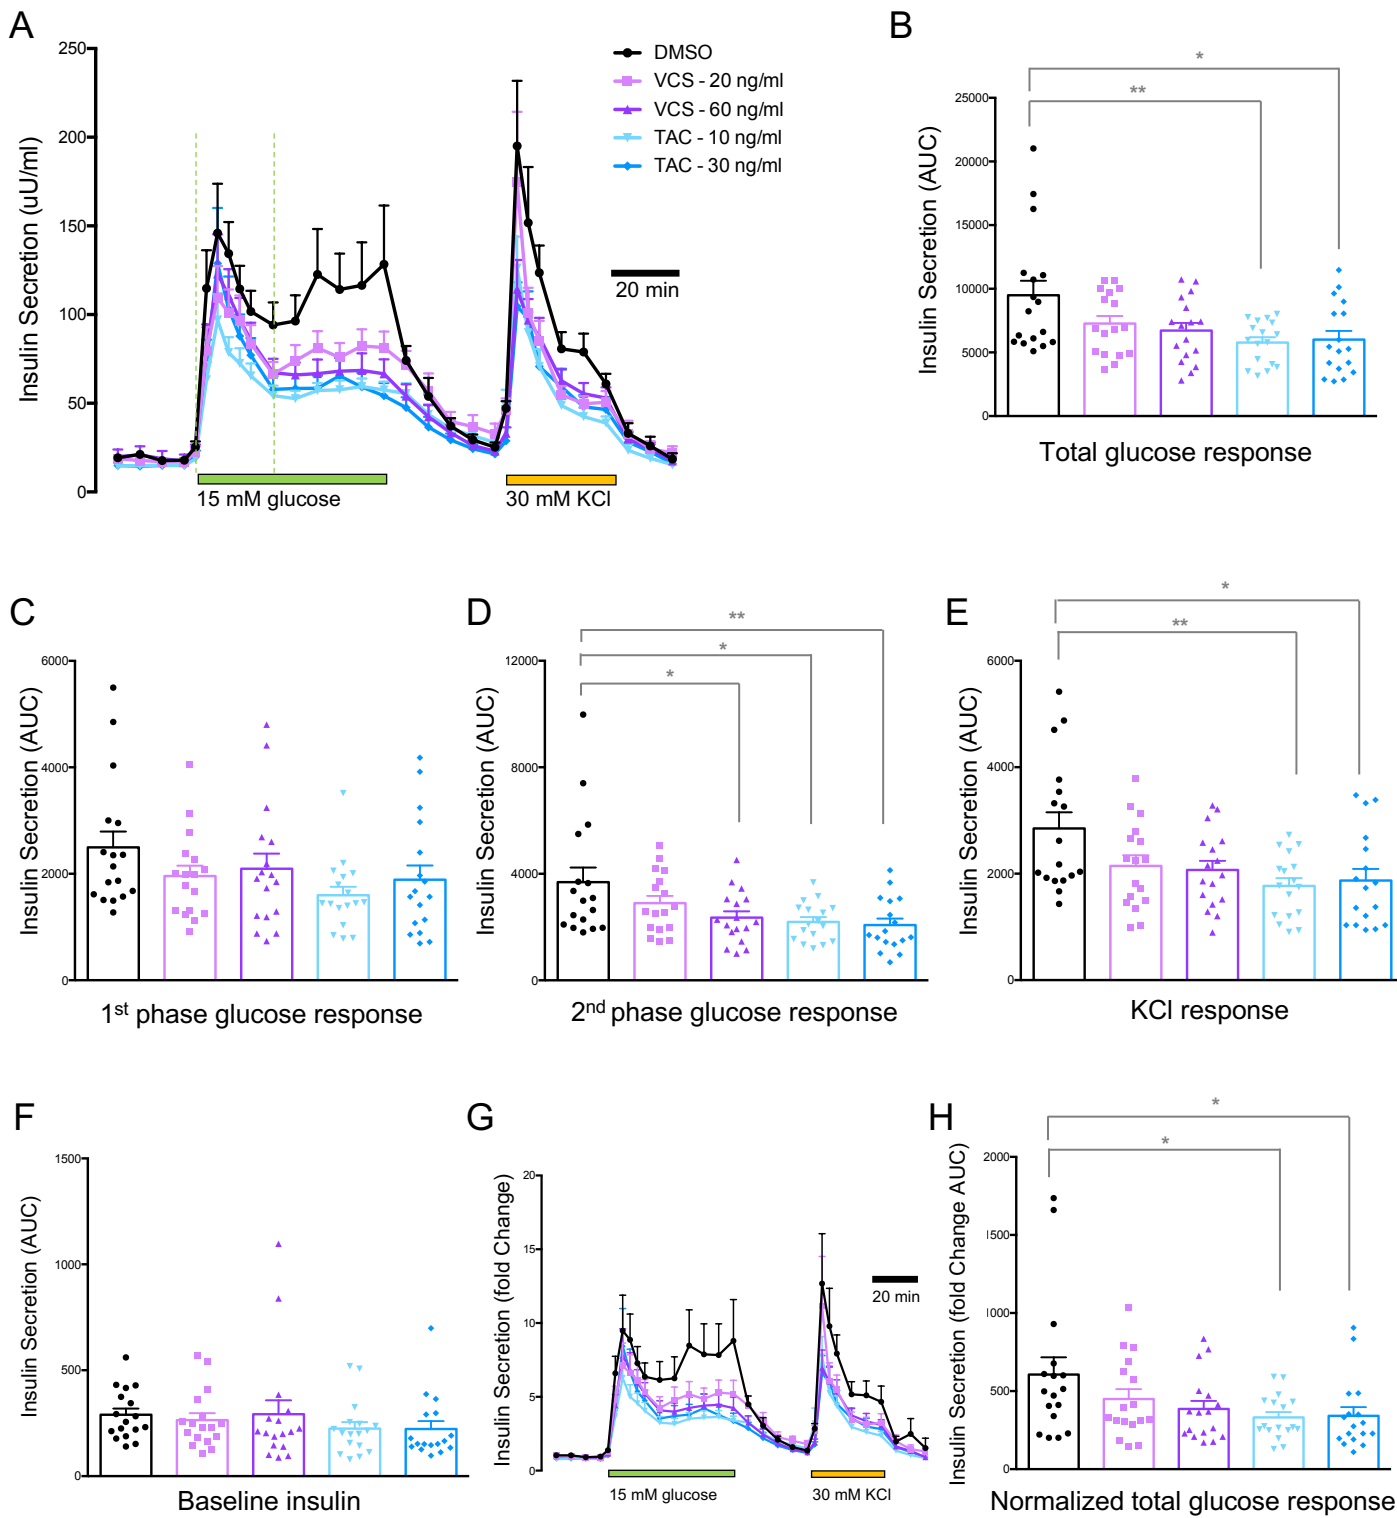 A
Insulin Secretion (uU/ml)
250
200
150
100
50
0
DMSO
VCS - 20 ng/ml
VCS - 60 ng/ml
TAC - 10 ng/ml
TAC - 30 ng/ml
20 min
15 mM glucose
30 mM KCl
B
*
**
Insulin Secretion (AUC)
25000
20000
15000
10000
5000
0
Total glucose response
C
Insulin Secretion (AUC)
6000
4000
2000
0
1st phase glucose response
D
**
*
*
Insulin Secretion (AUC)
12000
8000
4000
0
2nd phase glucose response
E
*
**
Insulin Secretion (AUC)
6000
4000
2000
0
KCl response
F
Insulin Secretion (AUC)
1500
1000
500
0
Baseline insulin
G
Insulin Secretion (fold Change)
20
15
10
5
0
20 min
15 mM glucose
30 mM KCl
H
*
*
Insulin Secretion (fold Change AUC)
2000
1500
1000
500
0
Normalized total glucose response